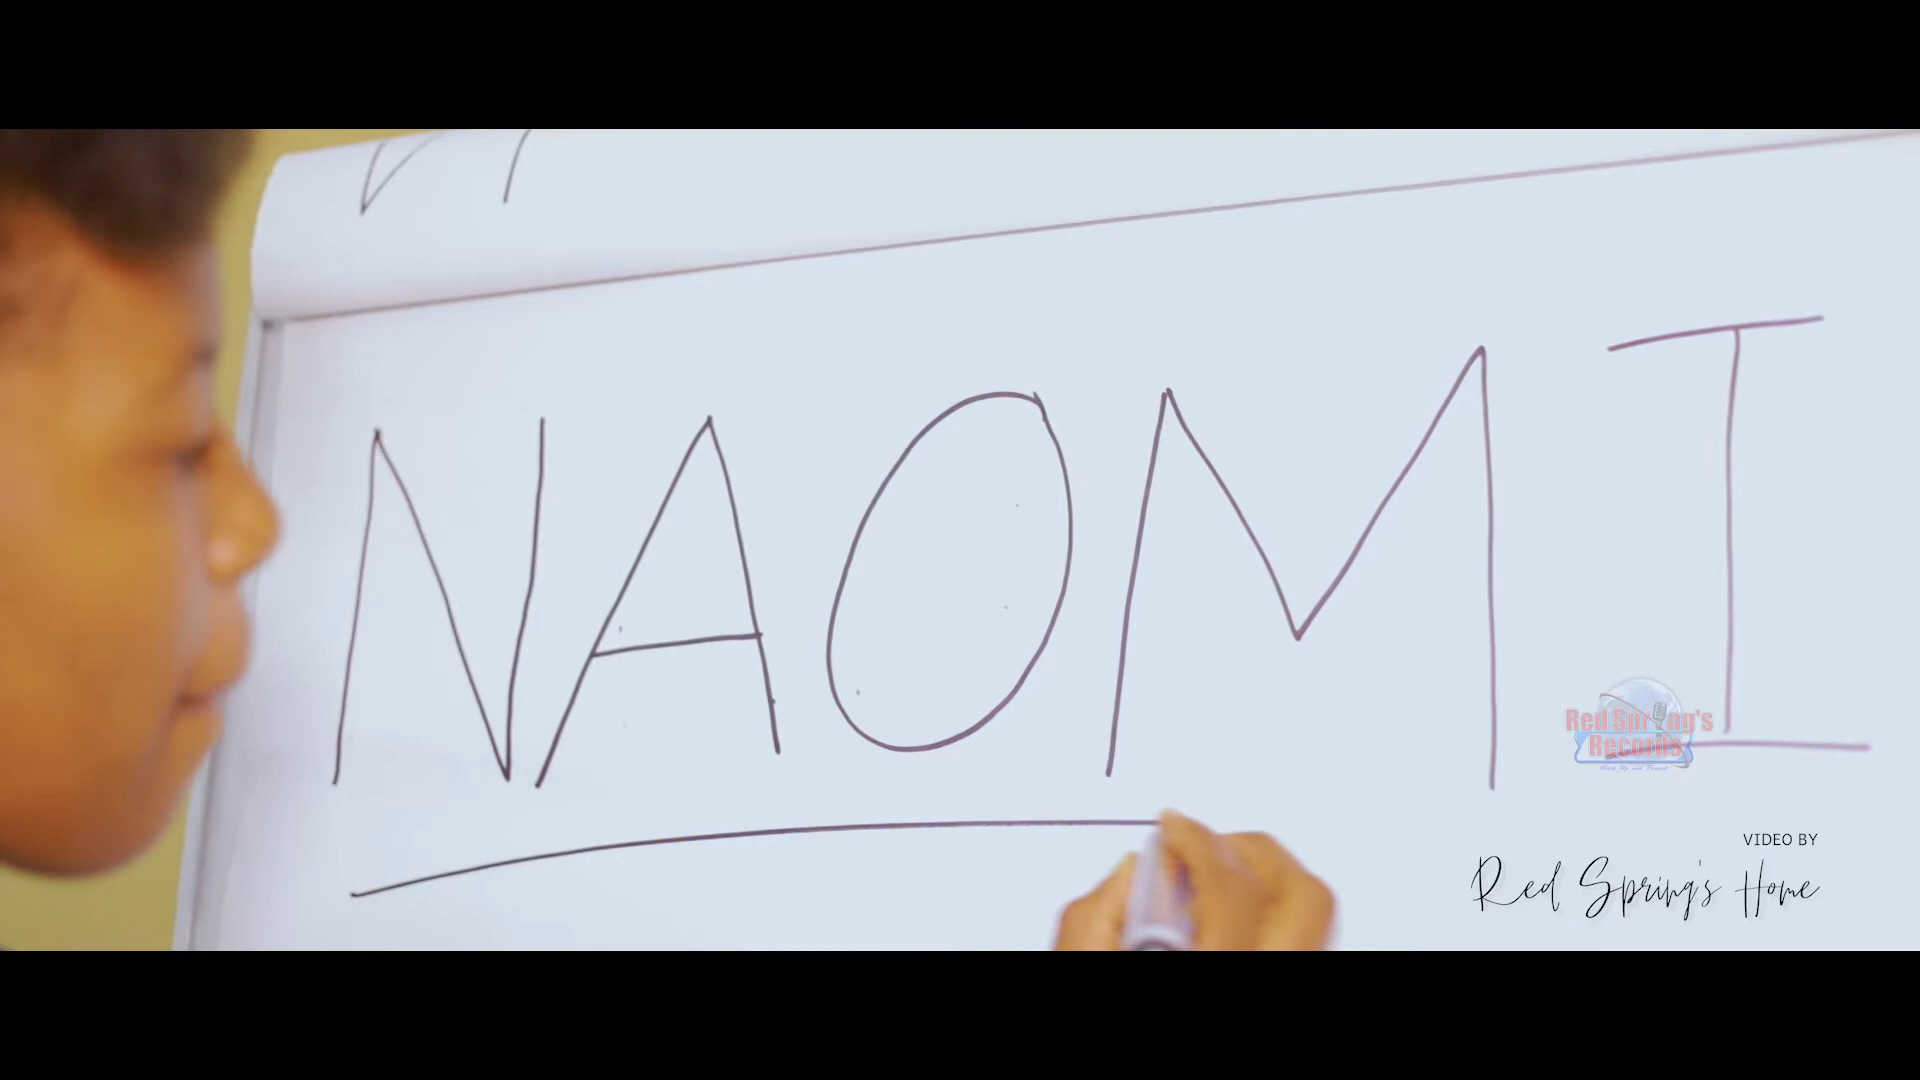 NAOMI
Red Spring's
Records
VIDEO BY
Red Spring's Home